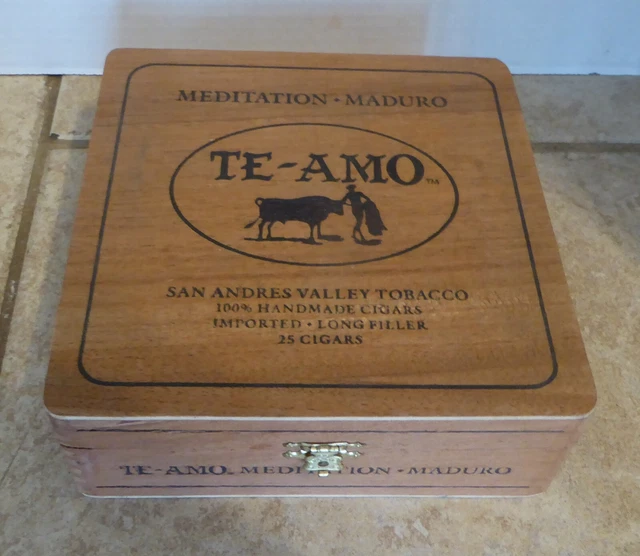 MEDITATION · MADURO
TE-AMO TM
SAN ANDRES VALLEY TOBACCO
100% HANDMADE CIGARS
IMPORTED · LONG FILLER
25 CIGARS
TE-AMO. MEDITATION · MADURO